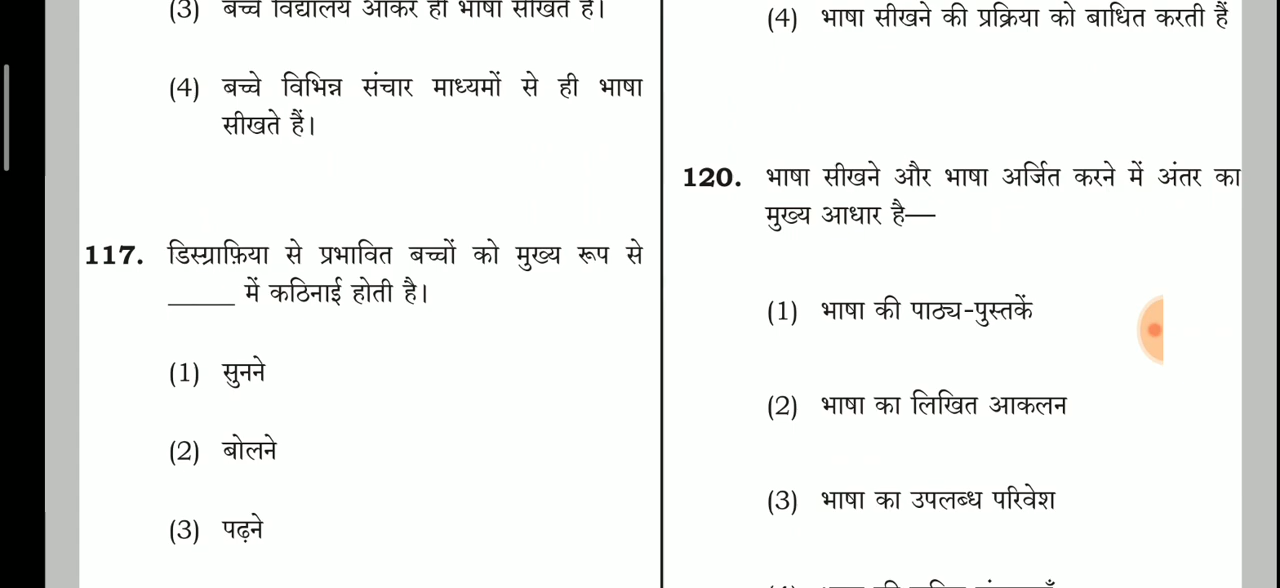 (3) बच्चे विद्यालय आकर ही भाषा सीखते हैं।
(4) बच्चे विभिन्न संचार माध्यमों से ही भाषा
सीखते हैं।
117. डिस्ग्राफ़िया से प्रभावित बच्चों को मुख्य रूप से
_____ में कठिनाई होती है।
(1) सुनने
(2) बोलने
(3) पढ़ने
(4) भाषा सीखने की प्रक्रिया को बाधित करती हैं
120. भाषा सीखने और भाषा अर्जित करने में अंतर का
मुख्य आधार है—
(1) भाषा की पाठ्य-पुस्तकें
(2) भाषा का लिखित आकलन
(3) भाषा का उपलब्ध परिवेश